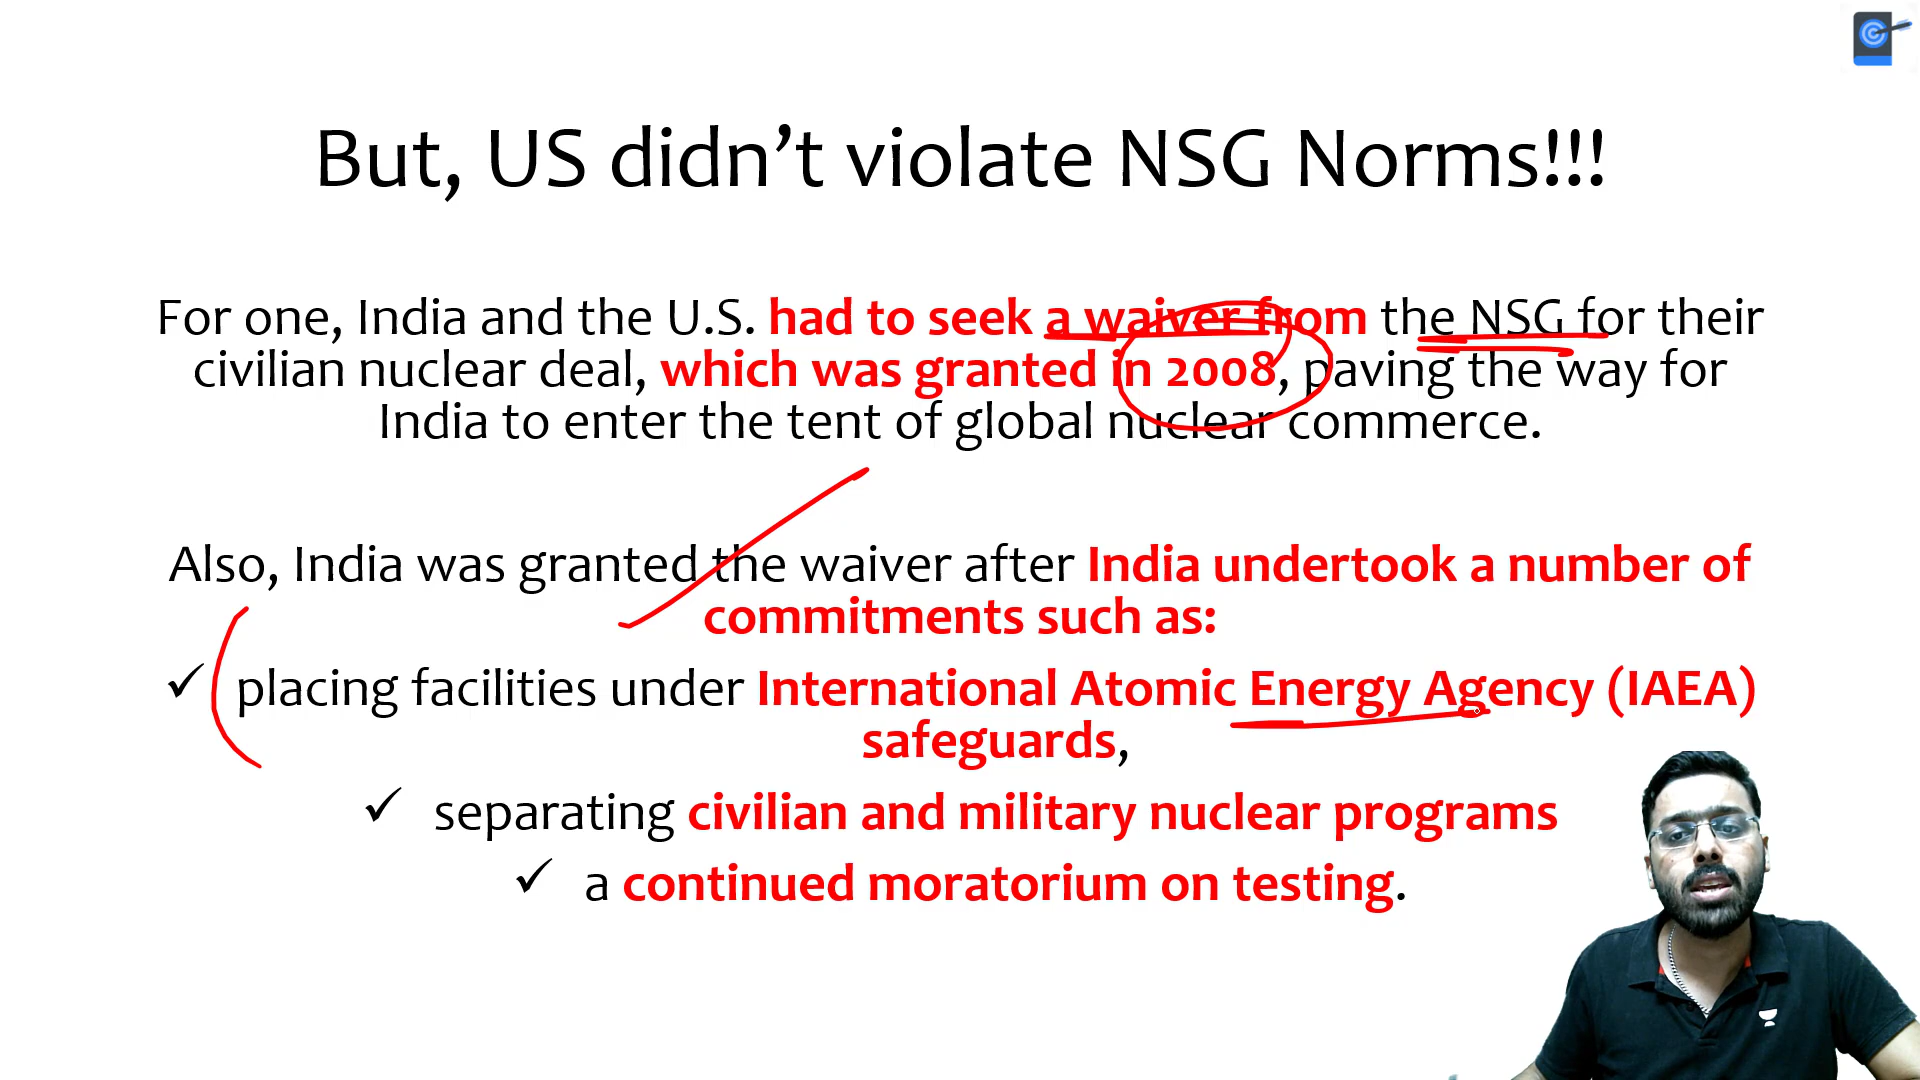 But, US didn’t violate NSG Norms!!!
For one, India and the U.S. had to seek a waiver from the NSG for their
civilian nuclear deal, which was granted in 2008, paving the way for
India to enter the tent of global nuclear commerce.
Also, India was granted the waiver after India undertook a number of
commitments such as:
✓ placing facilities under International Atomic Energy Agency (IAEA)
safeguards,
✓ separating civilian and military nuclear programs
✓ a continued moratorium on testing.